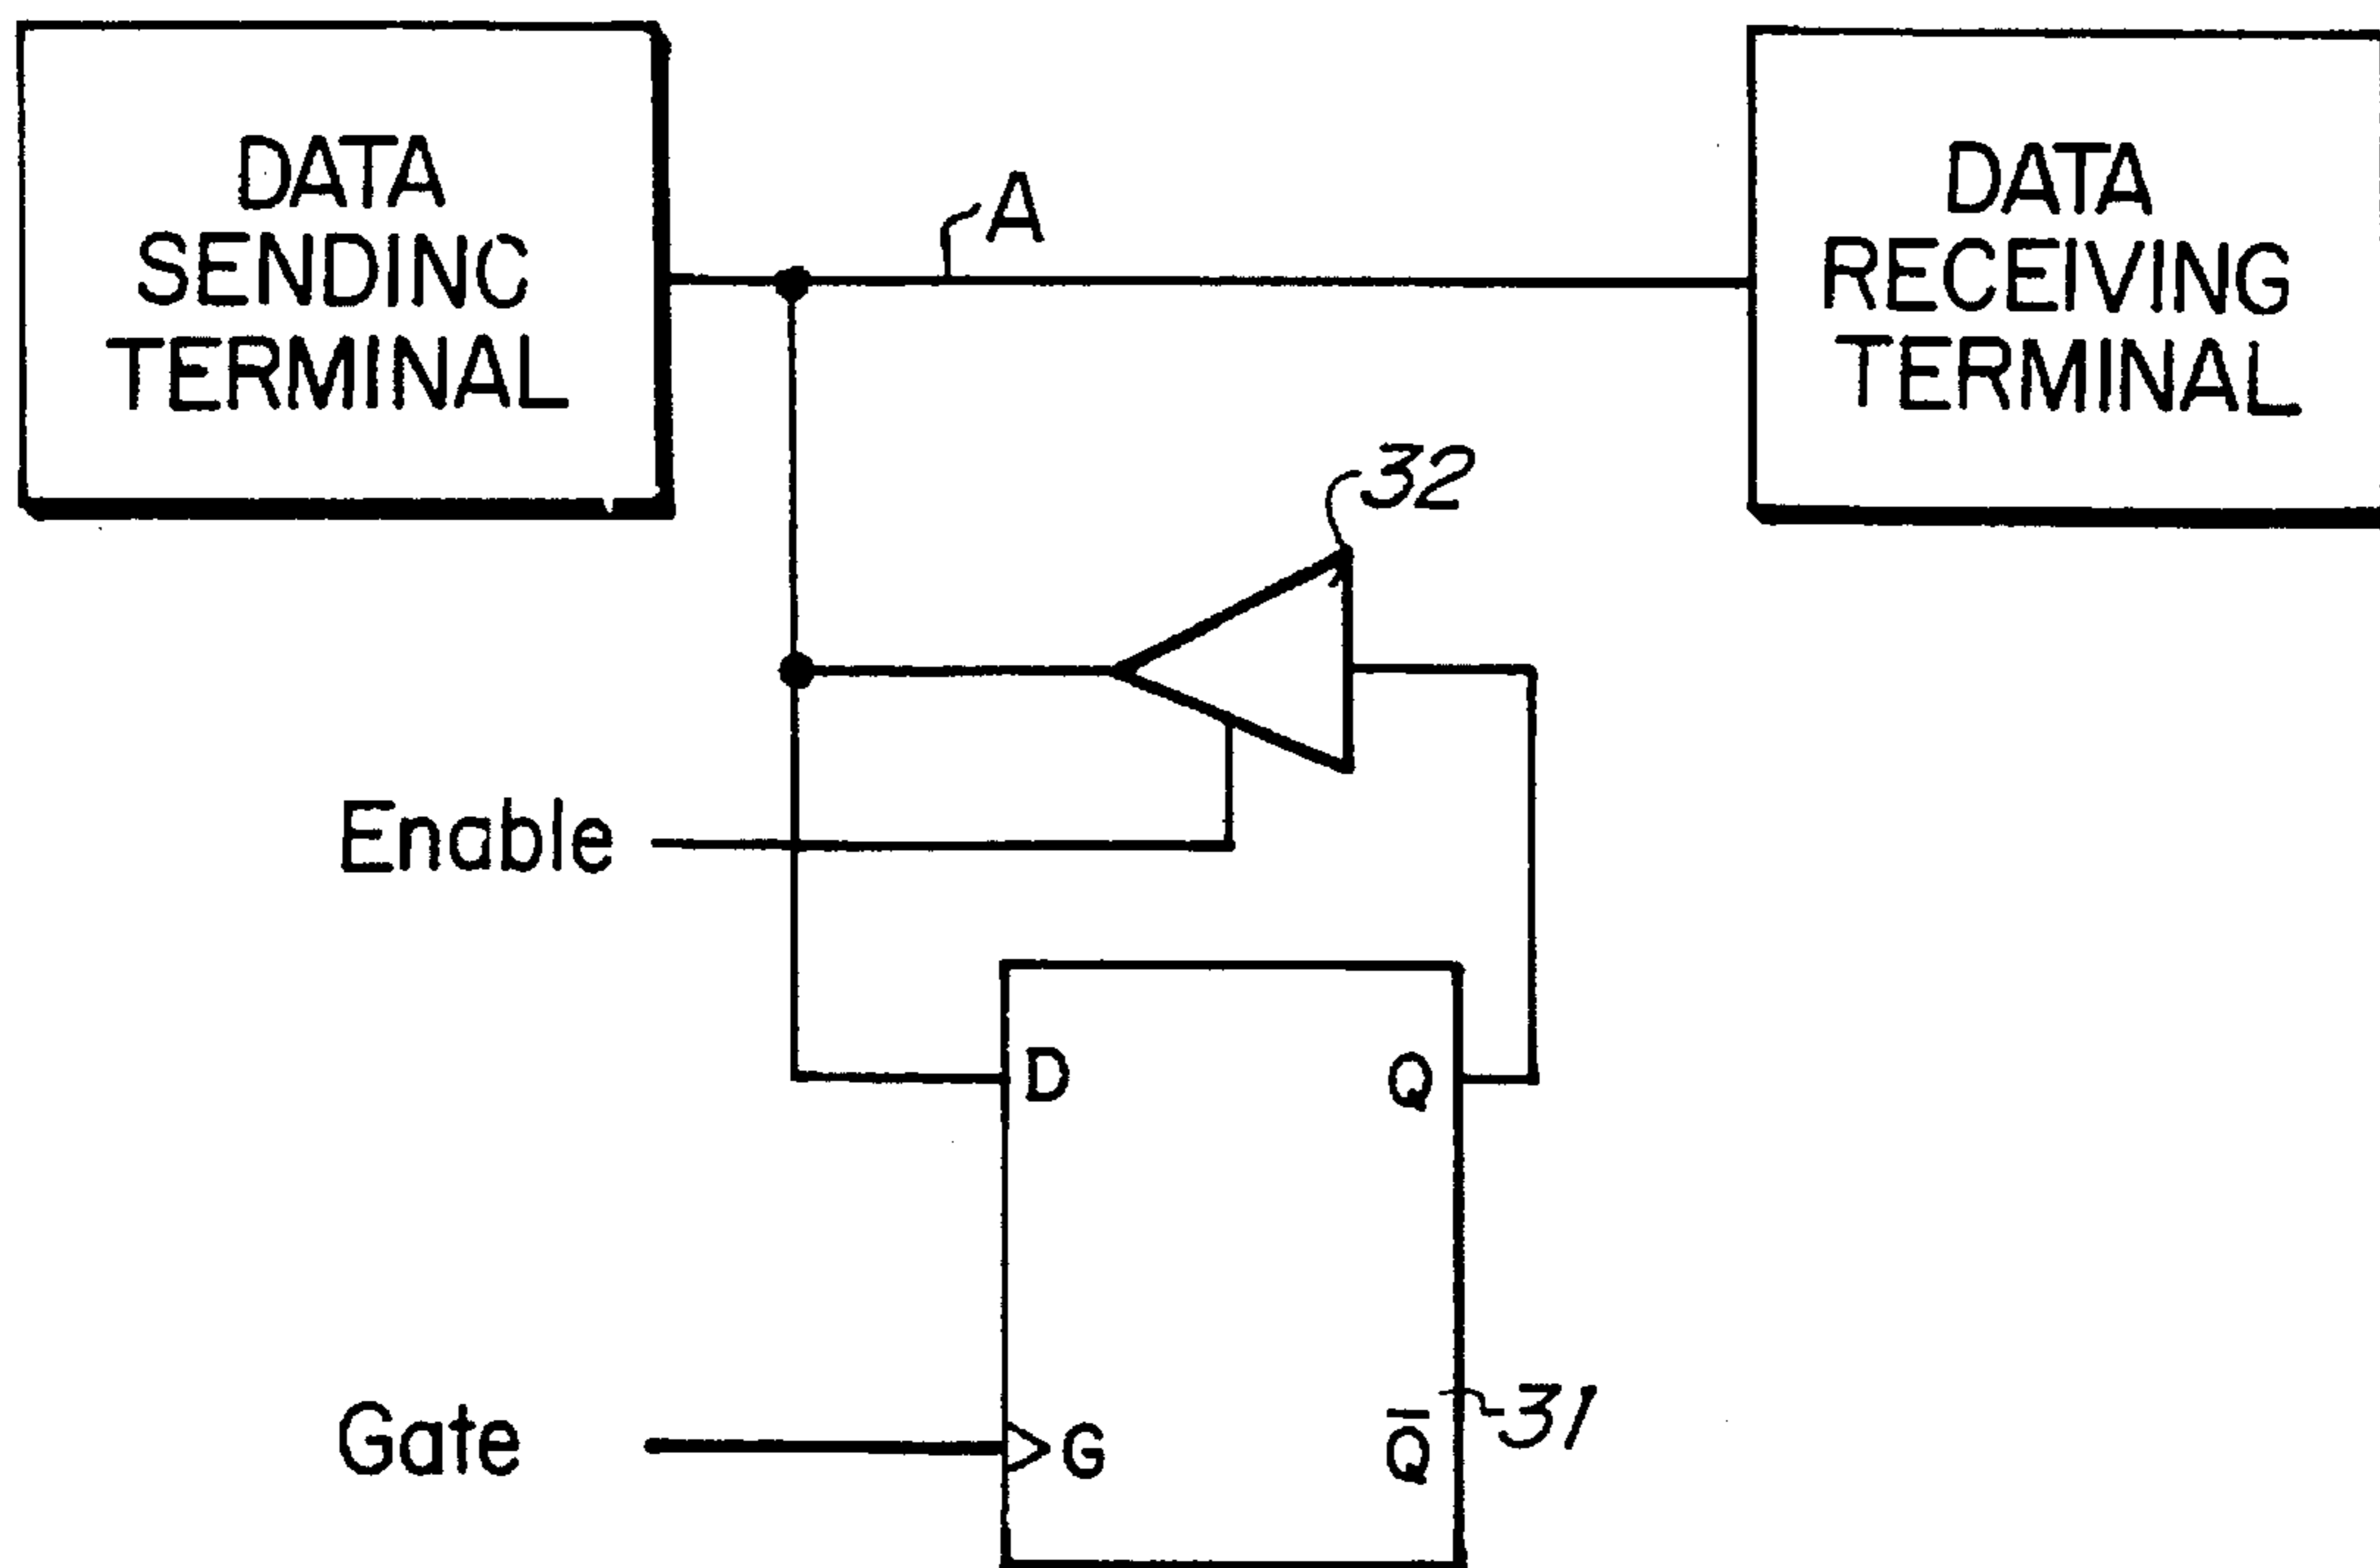 DATA
SENDINC
TERMINAL
DATA
RECEIVING
TERMINAL
A
32
Enable
D
Q
Gate
G
Q̅
31